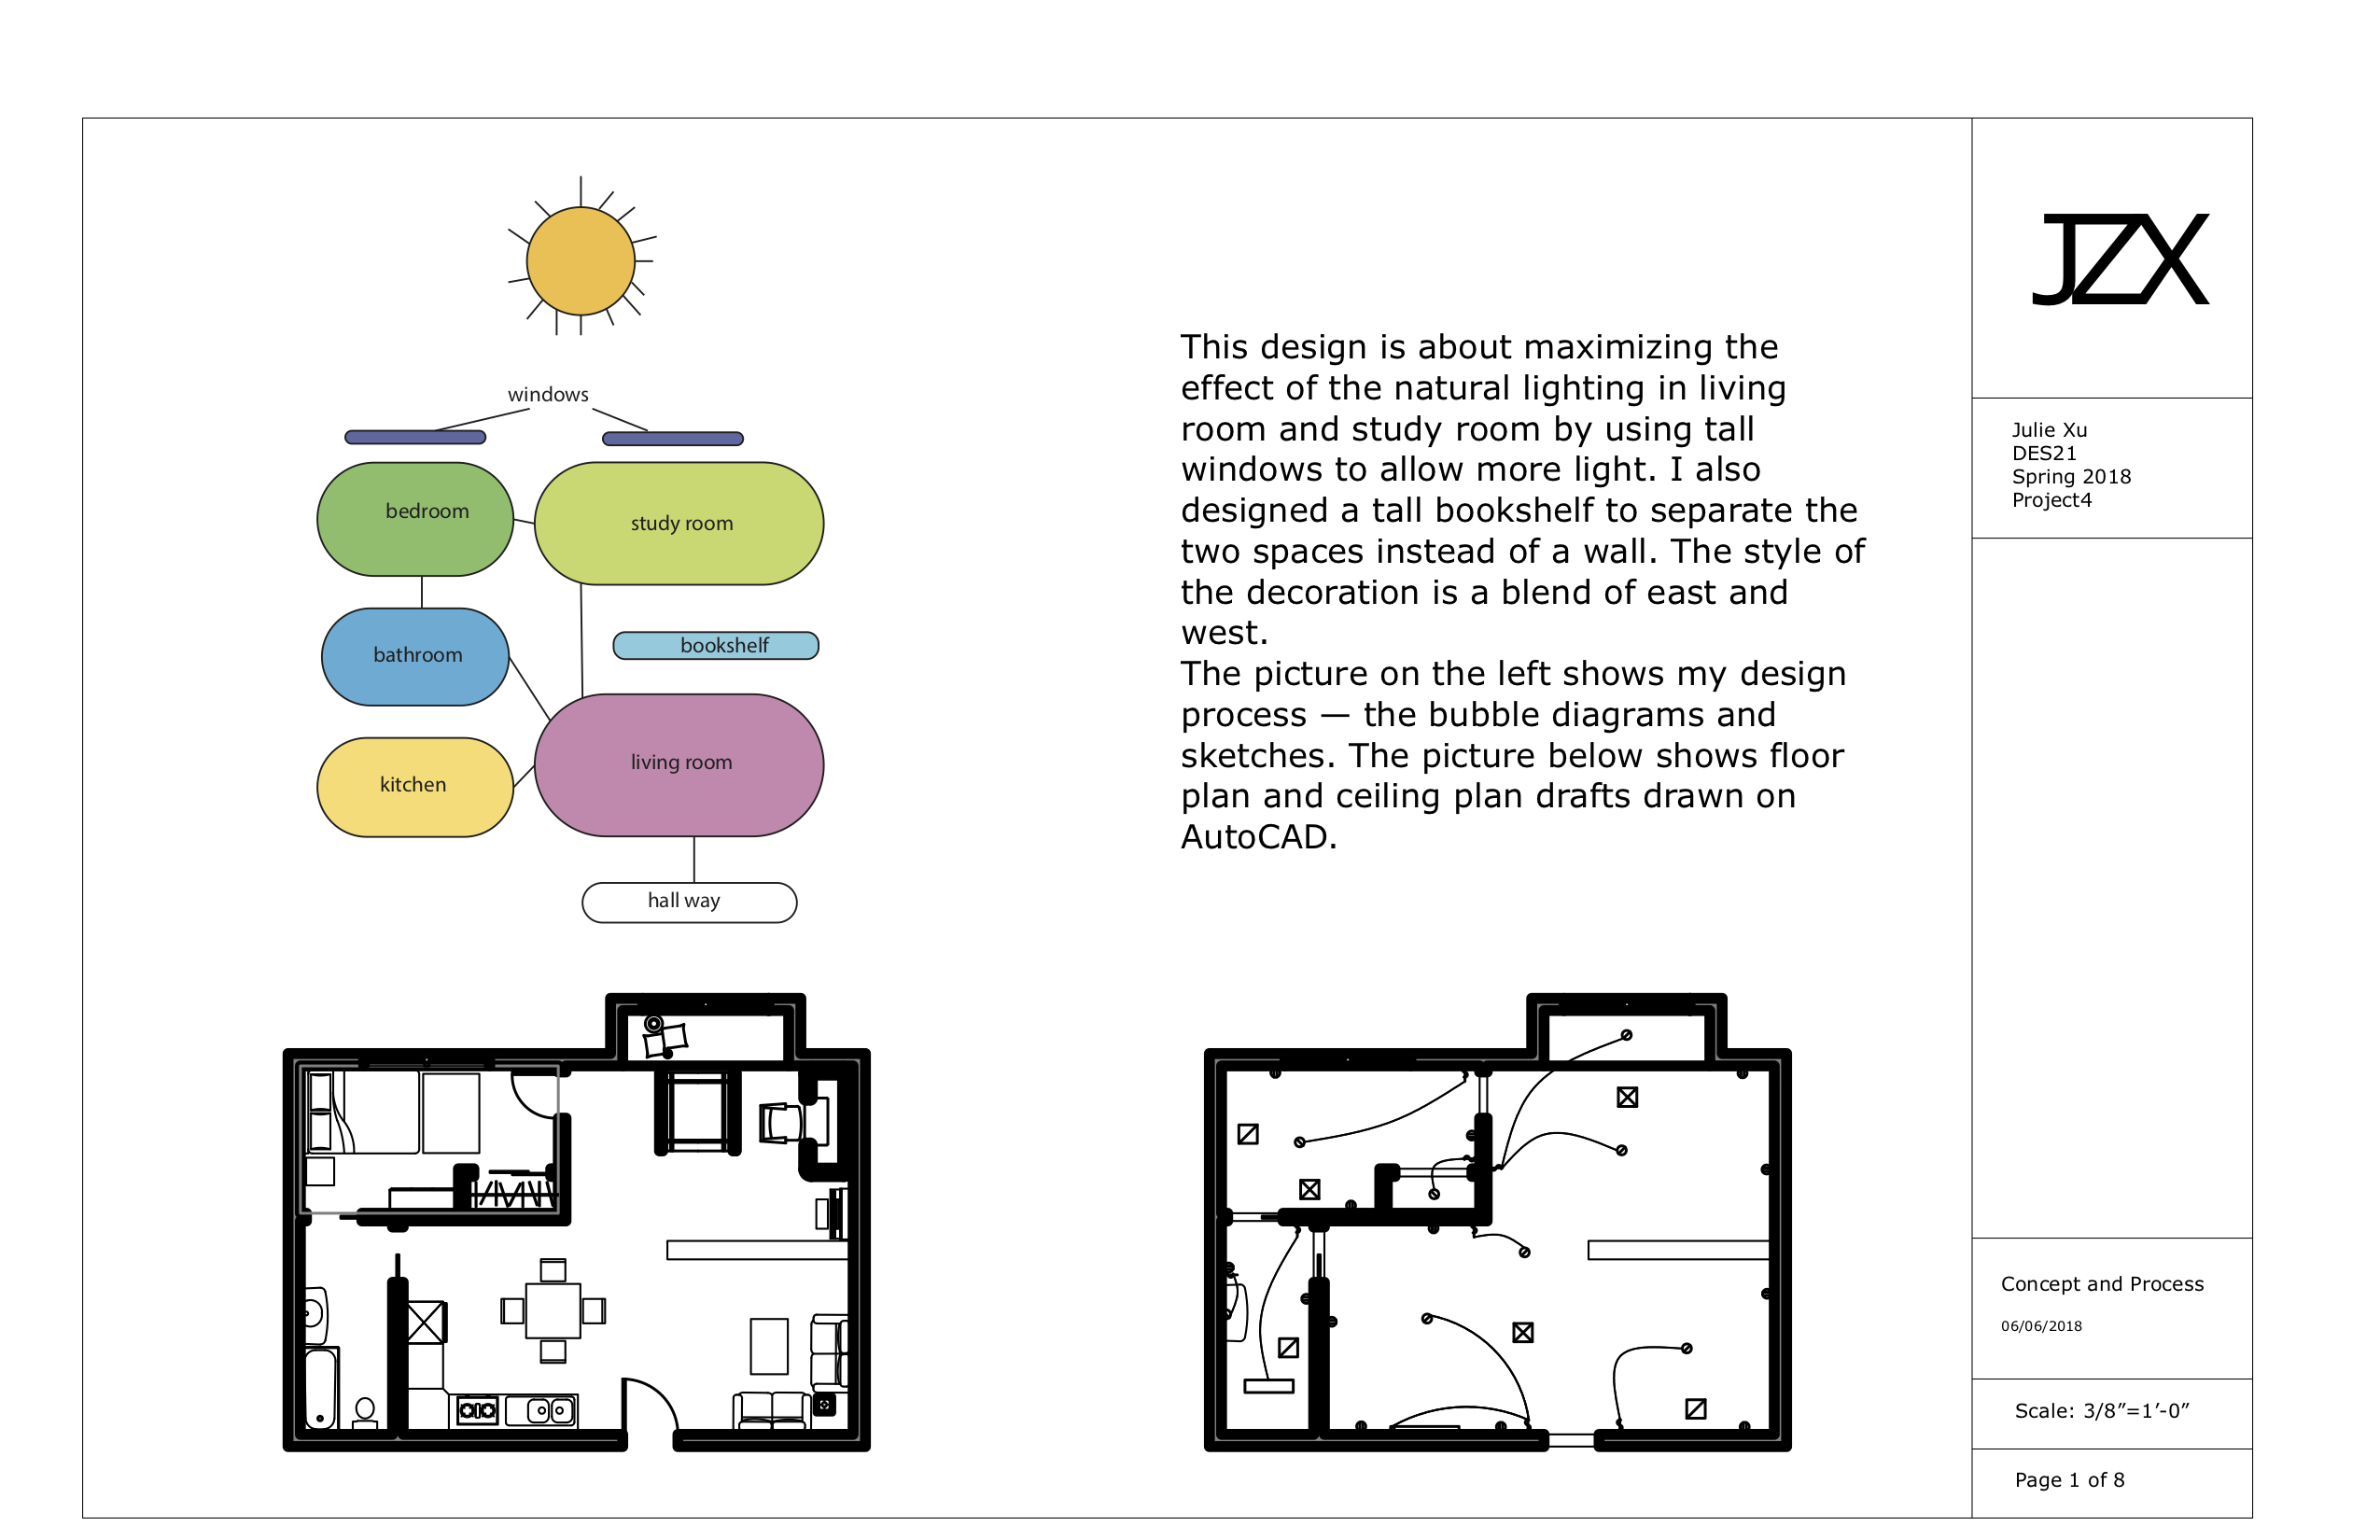 windows
bedroom
study room
bathroom
bookshelf
living room
kitchen
hall way
This design is about maximizing the
effect of the natural lighting in living
room and study room by using tall
windows to allow more light. I also
designed a tall bookshelf to separate the
two spaces instead of a wall. The style of
the decoration is a blend of east and
west.
The picture on the left shows my design
process — the bubble diagrams and
sketches. The picture below shows floor
plan and ceiling plan drafts drawn on
AutoCAD.
JZX
Julie Xu
DES21
Spring 2018
Project4
Concept and Process
06/06/2018
Scale: 3/8”=1’-0”
Page 1 of 8